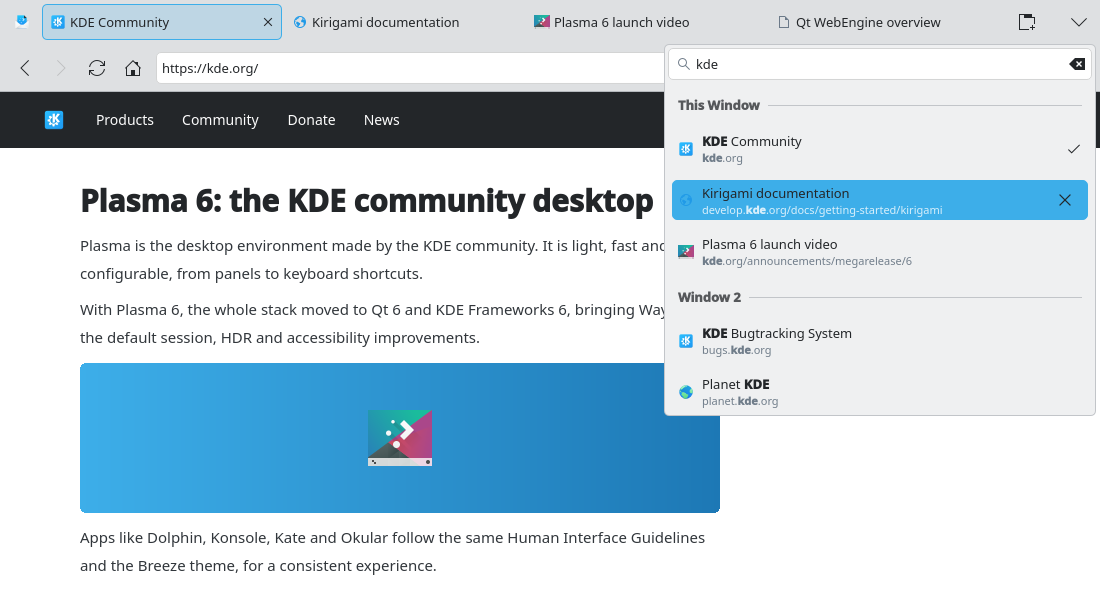 KDE Community
Kirigami documentation
Plasma 6 launch video
Qt WebEngine overview
https://kde.org/
kde
Products
Community
Donate
News
This Window
KDE Community
kde.org
Kirigami documentation
develop.kde.org/docs/getting-started/kirigami
Plasma 6 launch video
kde.org/announcements/megarelease/6
Window 2
KDE Bugtracking System
bugs.kde.org
Planet KDE
planet.kde.org
Plasma 6: the KDE community desktop
Plasma is the desktop environment made by the KDE community. It is light, fast and
configurable, from panels to keyboard shortcuts.
With Plasma 6, the whole stack moved to Qt 6 and KDE Frameworks 6, bringing
the default session, HDR and accessibility improvements.
Apps like Dolphin, Konsole, Kate and Okular follow the same Human Interface Guidelines
and the Breeze theme, for a consistent experience.